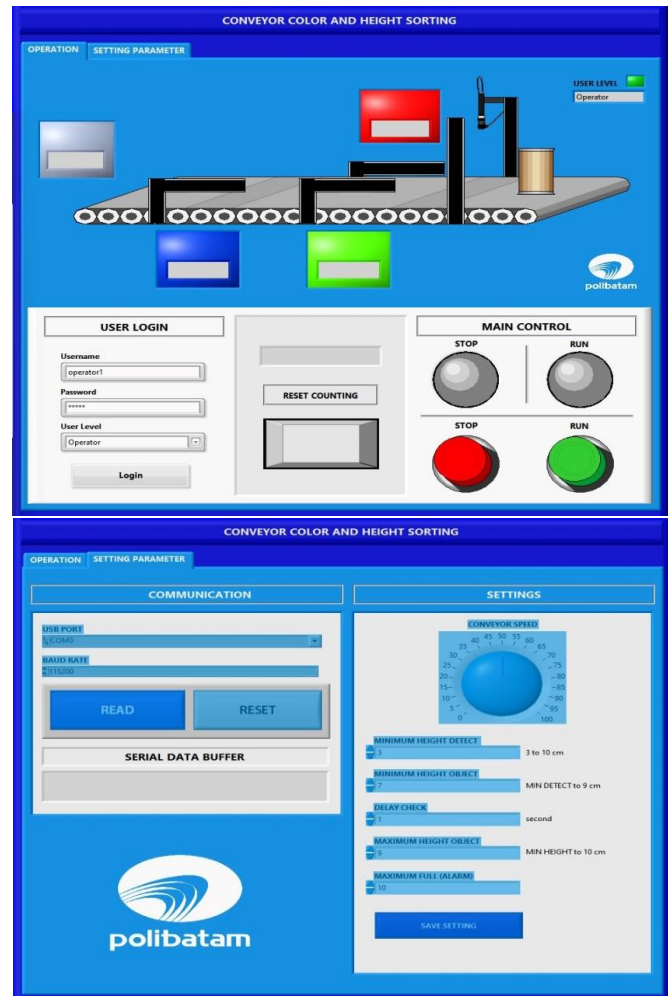 CONVEYOR COLOR AND HEIGHT SORTING
OPERATION SETTING PARAMETER
USER LEVEL
Operator
polibatam
USER LOGIN
Username
operator1
Password
*****
User Level
Operator
Login
RESET COUNTING
MAIN CONTROL
STOP RUN
STOP RUN
CONVEYOR COLOR AND HEIGHT SORTING
OPERATION SETTING PARAMETER
COMMUNICATION
USB PORT
COM3
BAUD RATE
115200
READ RESET
SERIAL DATA BUFFER
polibatam
SETTINGS
CONVEYOR SPEED
0 5 10 15 20 25 30 35 40 45 50 55 60 65 70 75 80 85 90 95 100
MINIMUM HEIGHT DETECT
3 3 to 10 cm
MINIMUM HEIGHT OBJECT
7 MIN DETECT to 9 cm
DELAY CHECK
1 second
MAXIMUM HEIGHT OBJECT
9 MIN HEIGHT to 10 cm
MAXIMUM FULL (ALARM)
10
SAVE SETTING